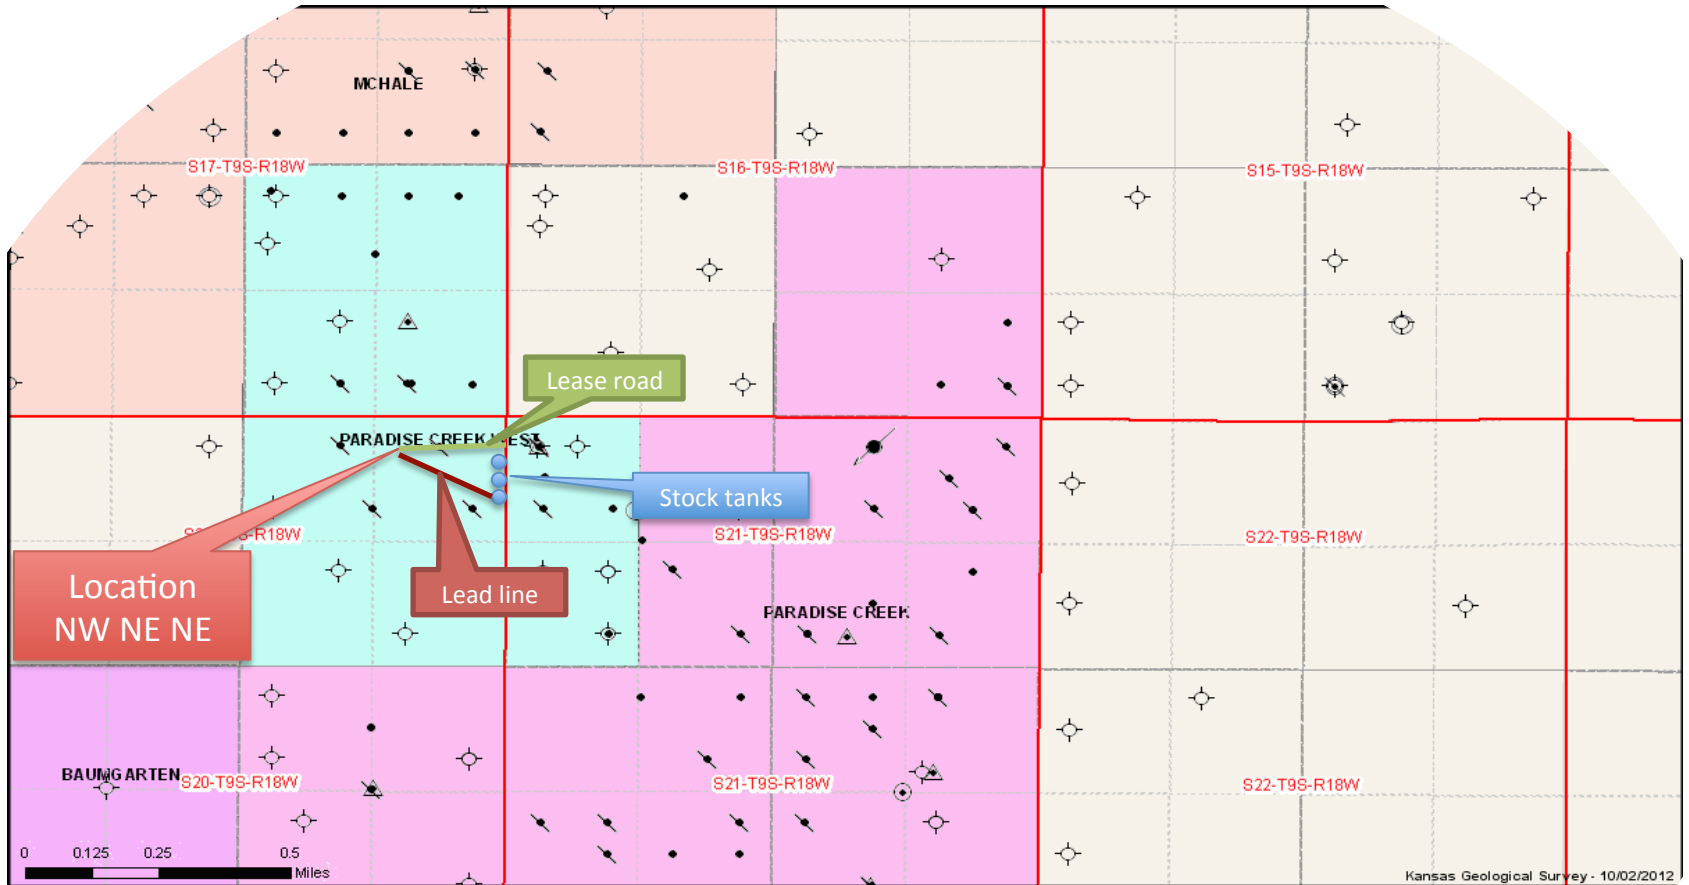 MCHALE
S17-T9S-R18W
S16-T9S-R18W
S15-T9S-R18W
Lease road
PARADISE CREEK WEST
Stock tanks
S21-T9S-R18W
S22-T9S-R18W
Location
NW NE NE
Lead line
PARADISE CREEK
BAUMGARTEN
S20-T9S-R18W
S21-T9S-R18W
S22-T9S-R18W
0 0.125 0.25 0.5
Miles
Kansas Geological Survey - 10/02/2012